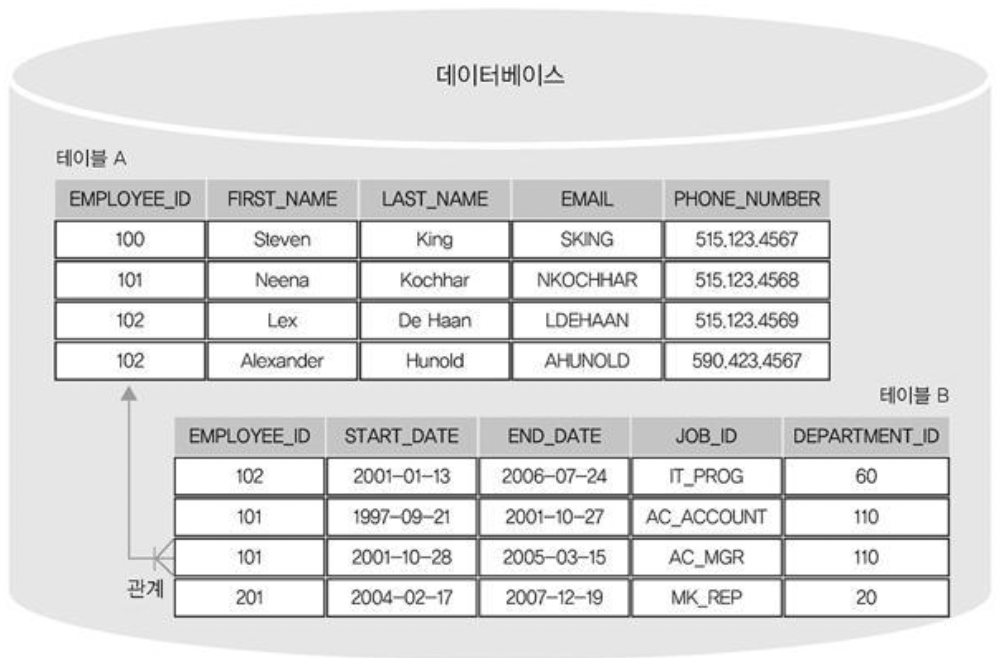 데이터베이스
테이블 A
EMPLOYEE_ID FIRST_NAME LAST_NAME EMAIL PHONE_NUMBER
100 Steven King SKING 515.123.4567
101 Neena Kochhar NKOCHHAR 515.123.4568
102 Lex De Haan LDEHAAN 515.123.4569
102 Alexander Hunold AHUNOLD 590.423.4567
테이블 B
EMPLOYEE_ID START_DATE END_DATE JOB_ID DEPARTMENT_ID
102 2001-01-13 2006-07-24 IT_PROG 60
101 1997-09-21 2001-10-27 AC_ACCOUNT 110
101 2001-10-28 2005-03-15 AC_MGR 110
관계
201 2004-02-17 2007-12-19 MK_REP 20